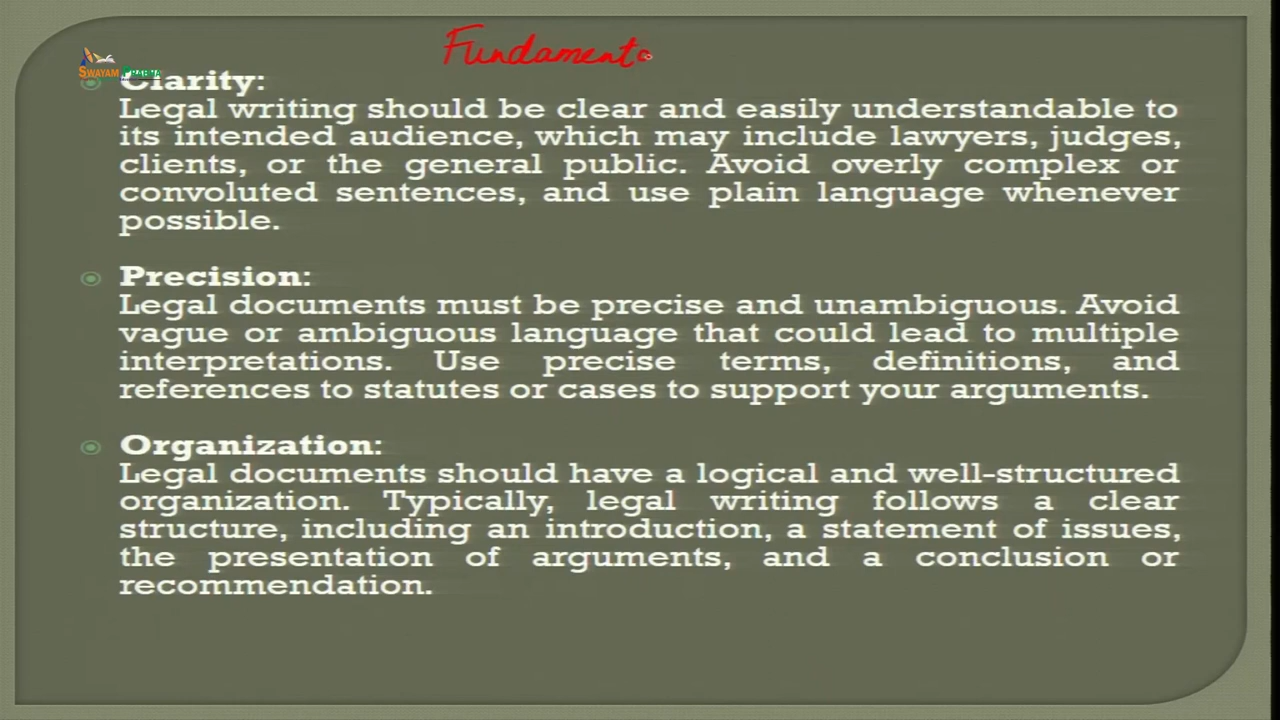 Fundamenta
SWAYAM PRABHA
Clarity:
Legal writing should be clear and easily understandable to
its intended audience, which may include lawyers, judges,
clients, or the general public. Avoid overly complex or
convoluted sentences, and use plain language whenever
possible.
Precision:
Legal documents must be precise and unambiguous. Avoid
vague or ambiguous language that could lead to multiple
interpretations. Use precise terms, definitions, and
references to statutes or cases to support your arguments.
Organization:
Legal documents should have a logical and well-structured
organization. Typically, legal writing follows a clear
structure, including an introduction, a statement of issues,
the presentation of arguments, and a conclusion or
recommendation.